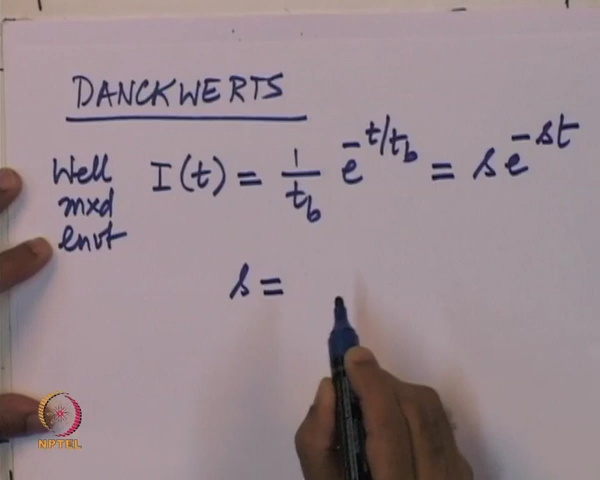 DANCKWERTS
Well mxd envt I(t) = 1/t_b e^{-t/t_b} = s e^{-st}
s =
NPTEL